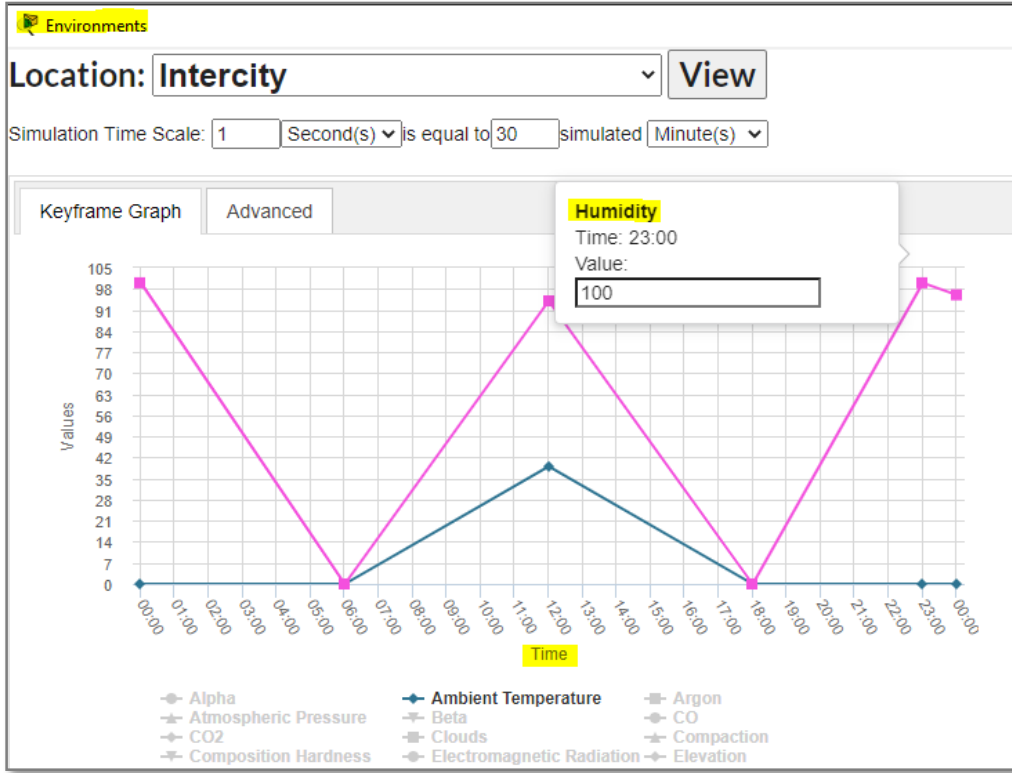 Environments
Location: Intercity View
Simulation Time Scale: 1 Second(s) is equal to 30 simulated Minute(s)
Keyframe Graph Advanced
Humidity
Time: 23:00
Value:
100
105
98
91
84
77
70
63
56
49
42
35
28
21
14
7
0
Values
00:00 01:00 02:00 03:00 04:00 05:00 06:00 07:00 08:00 09:00 10:00 11:00 12:00 13:00 14:00 15:00 16:00 17:00 18:00 19:00 20:00 21:00 22:00 23:00 00:00
Time
Alpha Ambient Temperature Argon
Atmospheric Pressure Beta CO
CO2 Clouds Compaction
Composition Hardness Electromagnetic Radiation Elevation